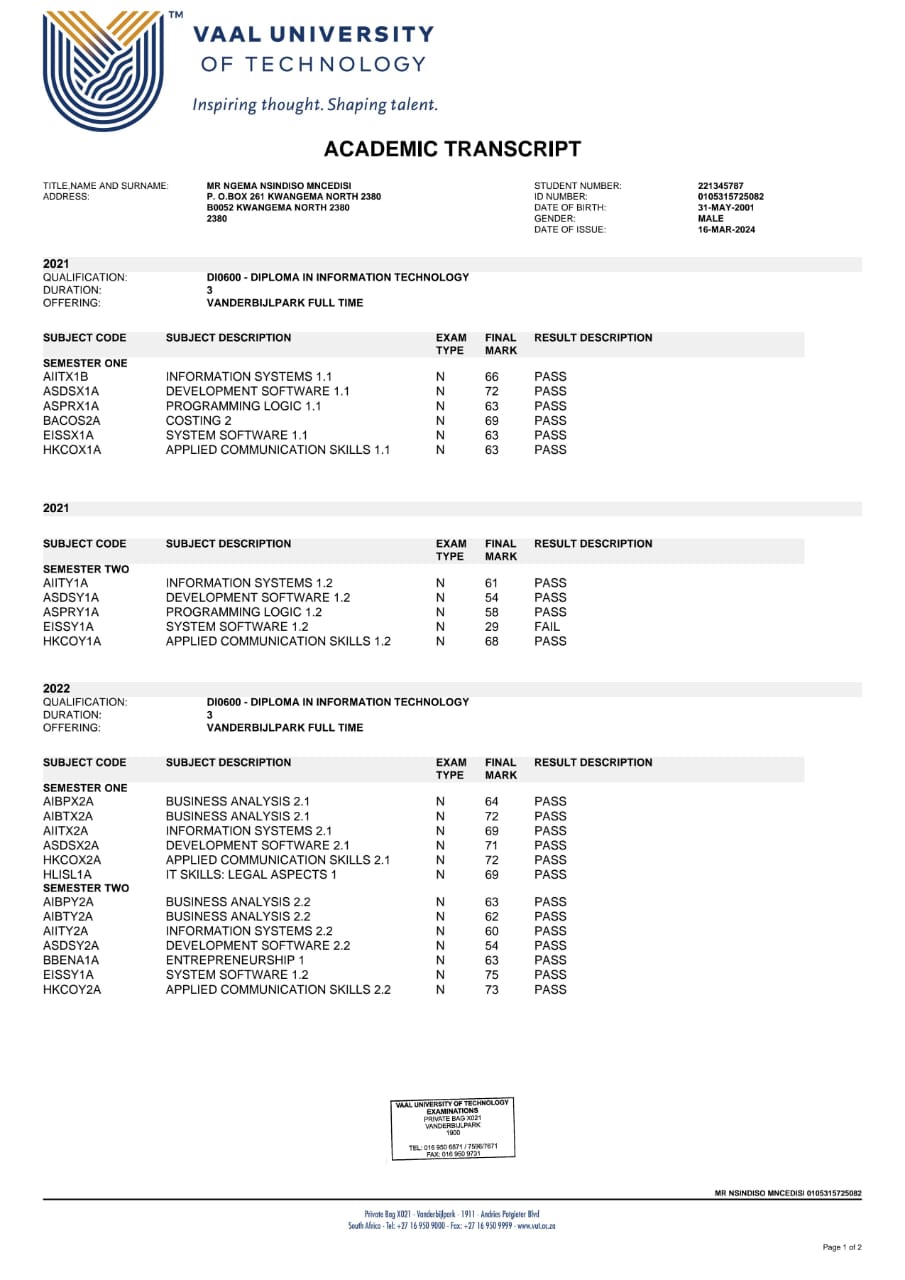 TM
VAAL UNIVERSITY
OF TECHNOLOGY
Inspiring thought. Shaping talent.
ACADEMIC TRANSCRIPT
TITLE,NAME AND SURNAME: MR NGEMA NSINDISO MNCEDISI STUDENT NUMBER: 221345787
ADDRESS: P. O.BOX 261 KWANGEMA NORTH 2380 ID NUMBER: 0105315725082
B0052 KWANGEMA NORTH 2380 DATE OF BIRTH: 31-MAY-2001
2380 GENDER: MALE
DATE OF ISSUE: 16-MAR-2024
2021
QUALIFICATION: DI0600 - DIPLOMA IN INFORMATION TECHNOLOGY
DURATION: 3
OFFERING: VANDERBIJLPARK FULL TIME
SUBJECT CODE SUBJECT DESCRIPTION EXAM FINAL RESULT DESCRIPTION
TYPE MARK
SEMESTER ONE
AIITX1B INFORMATION SYSTEMS 1.1 N 66 PASS
ASDSX1A DEVELOPMENT SOFTWARE 1.1 N 72 PASS
ASPRX1A PROGRAMMING LOGIC 1.1 N 63 PASS
BACOS2A COSTING 2 N 69 PASS
EISSX1A SYSTEM SOFTWARE 1.1 N 63 PASS
HKCOX1A APPLIED COMMUNICATION SKILLS 1.1 N 63 PASS
2021
SUBJECT CODE SUBJECT DESCRIPTION EXAM FINAL RESULT DESCRIPTION
TYPE MARK
SEMESTER TWO
AIITY1A INFORMATION SYSTEMS 1.2 N 61 PASS
ASDSY1A DEVELOPMENT SOFTWARE 1.2 N 54 PASS
ASPRY1A PROGRAMMING LOGIC 1.2 N 58 PASS
EISSY1A SYSTEM SOFTWARE 1.2 N 29 FAIL
HKCOY1A APPLIED COMMUNICATION SKILLS 1.2 N 68 PASS
2022
QUALIFICATION: DI0600 - DIPLOMA IN INFORMATION TECHNOLOGY
DURATION: 3
OFFERING: VANDERBIJLPARK FULL TIME
SUBJECT CODE SUBJECT DESCRIPTION EXAM FINAL RESULT DESCRIPTION
TYPE MARK
SEMESTER ONE
AIBPX2A BUSINESS ANALYSIS 2.1 N 64 PASS
AIBTX2A BUSINESS ANALYSIS 2.1 N 72 PASS
AIITX2A INFORMATION SYSTEMS 2.1 N 69 PASS
ASDSX2A DEVELOPMENT SOFTWARE 2.1 N 71 PASS
HKCOX2A APPLIED COMMUNICATION SKILLS 2.1 N 72 PASS
HLISL1A IT SKILLS: LEGAL ASPECTS 1 N 69 PASS
SEMESTER TWO
AIBPY2A BUSINESS ANALYSIS 2.2 N 63 PASS
AIBTY2A BUSINESS ANALYSIS 2.2 N 62 PASS
AIITY2A INFORMATION SYSTEMS 2.2 N 60 PASS
ASDSY2A DEVELOPMENT SOFTWARE 2.2 N 54 PASS
BBENA1A ENTREPRENEURSHIP 1 N 63 PASS
EISSY1A SYSTEM SOFTWARE 1.2 N 75 PASS
HKCOY2A APPLIED COMMUNICATION SKILLS 2.2 N 73 PASS
VAAL UNIVERSITY OF TECHNOLOGY
EXAMINATIONS
PRIVATE BAG X021
VANDERBIJLPARK
1900
TEL: 016 950 6671 / 7596/7671
FAX: 016 950 9731
MR NSINDISO MNCEDISI 0105315725082
Private Bag X021 - Vanderbijlpark - 1911 - Andries Potgieter Blvd
South Africa - Tel: +27 16 950 9000 - Fax: +27 16 950 9999 - www.vut.ac.za
Page 1 of 2